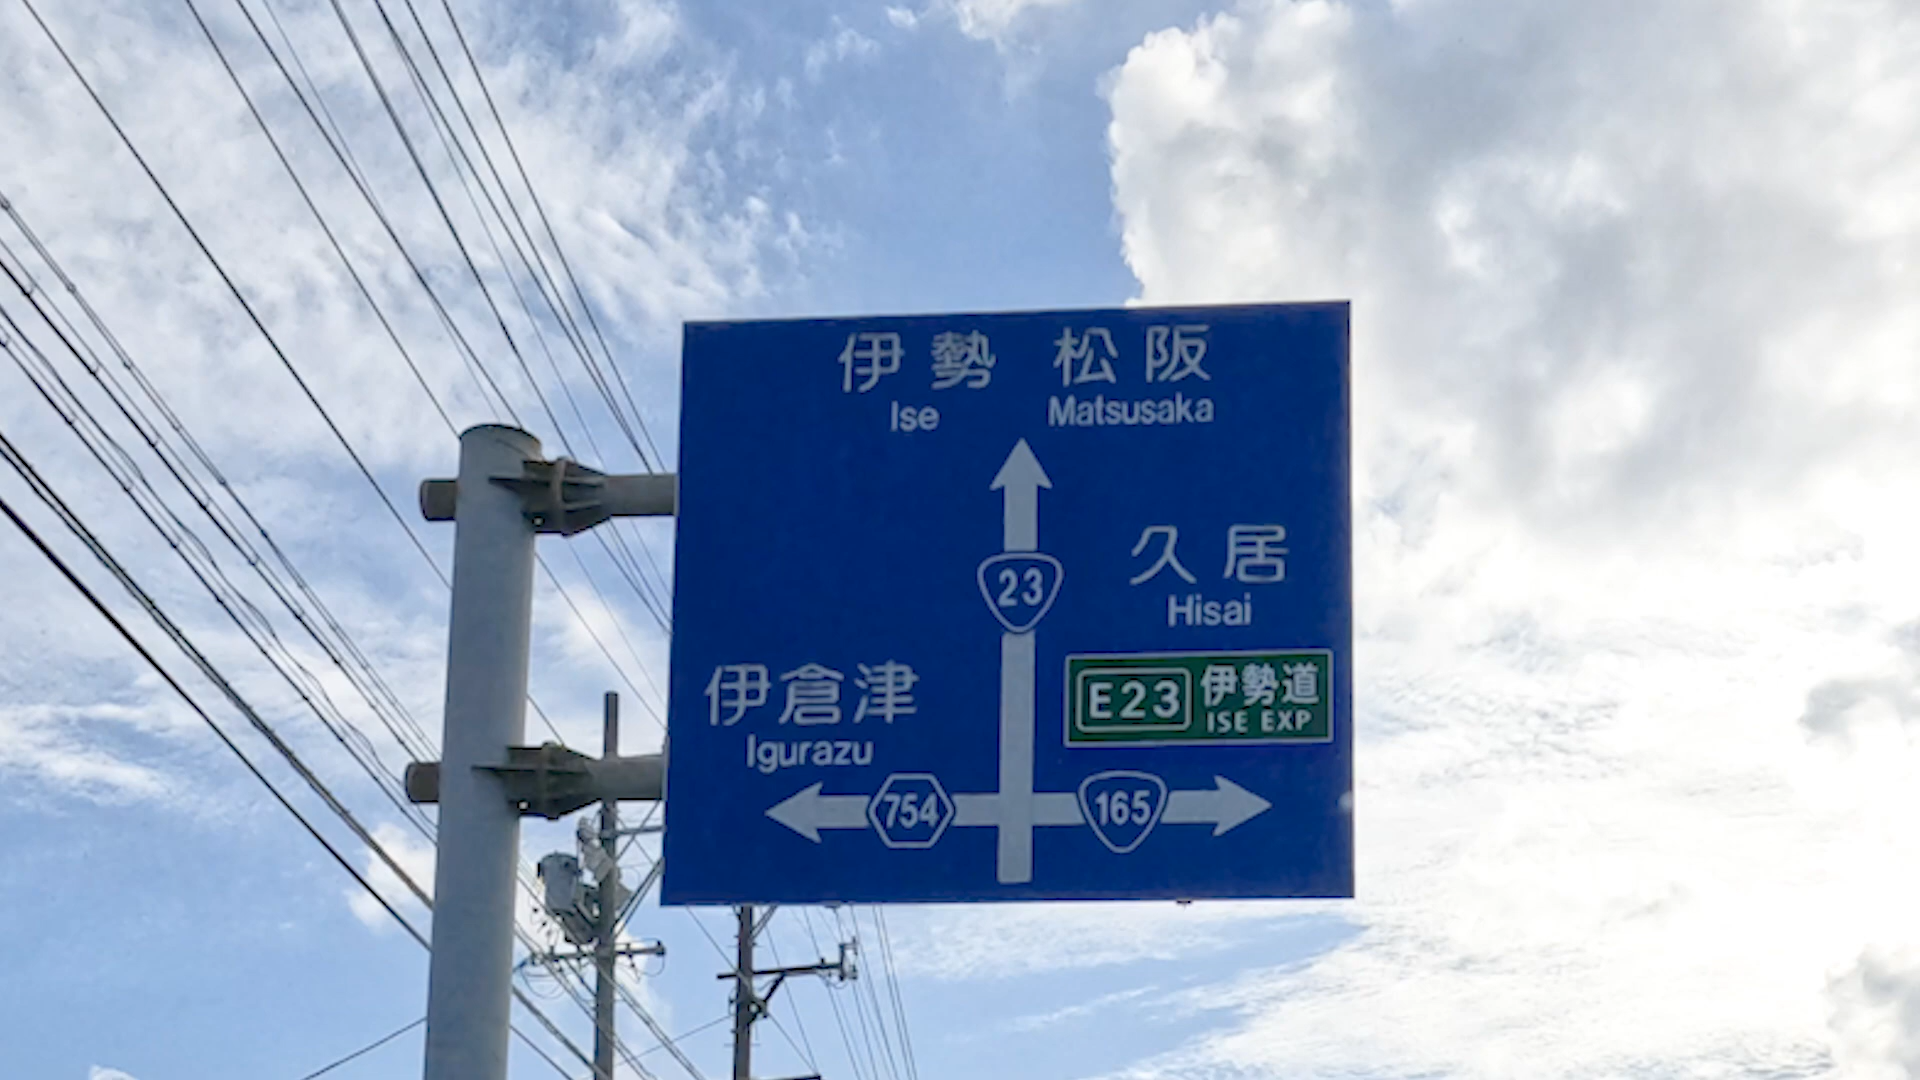 伊勢 松阪
Ise Matsusaka
23
久居
Hisai
伊倉津
Igurazu
E23 伊勢道
ISE EXP
754
165